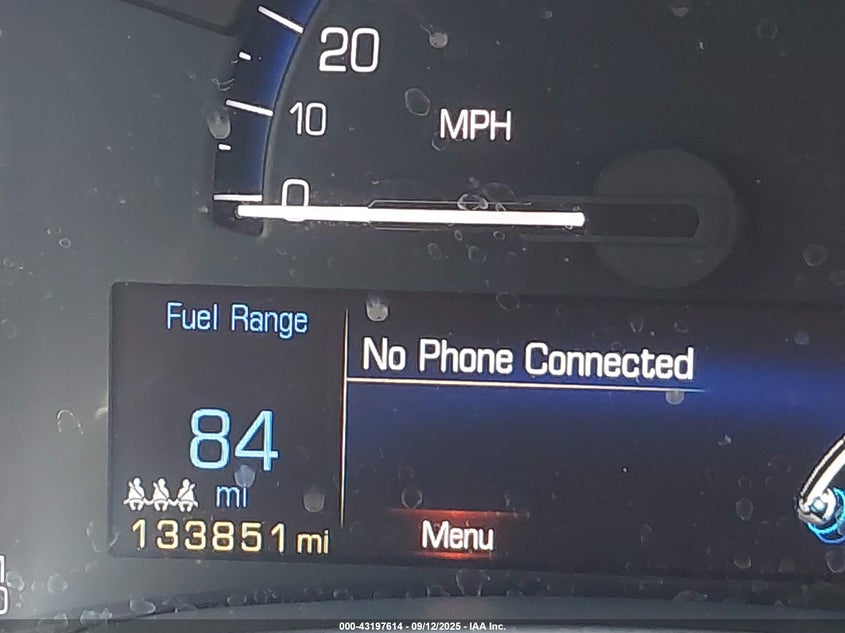 20
10
MPH
0
Fuel Range
No Phone Connected
84
mi
133851 mi
Menu
000-43197614 - 09/12/2025 - IAA Inc.